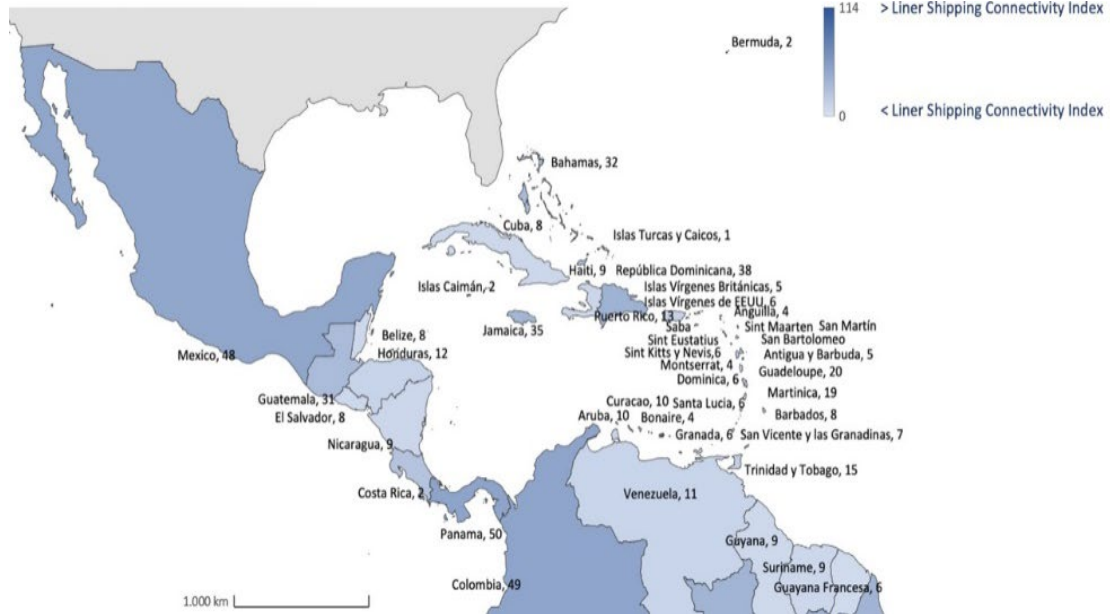 114
> Liner Shipping Connectivity Index
Bermuda, 2
0
< Liner Shipping Connectivity Index
Bahamas, 32
Cuba, 8
Islas Turcas y Caicos, 1
Haiti, 9
República Dominicana, 38
Islas Caimán, 2
Islas Vírgenes Británicas, 5
Islas Vírgenes de EEUU, 6
Anguilla, 4
Puerto Rico, 13
Jamaica, 35
Saba
Sint Maarten
San Martín
Belize, 8
Sint Eustatius
San Bartolomeo
Mexico, 48
Honduras, 12
Sint Kitts y Nevis,6
Antigua y Barbuda, 5
Montserrat, 4
Guadeloupe, 20
Dominica, 6
Martinica, 19
Guatemala, 31
Curacao, 10
Santa Lucia, 6
El Salvador, 8
Aruba, 10
Bonaire, 4
Barbados, 8
Nicaragua, 9
Granada, 6
San Vicente y las Granadinas, 7
Trinidad y Tobago, 15
Costa Rica, 2
Venezuela, 11
Panama, 50
Guyana, 9
Suriname, 9
Colombia, 49
Guayana Francesa, 6
1.000 km